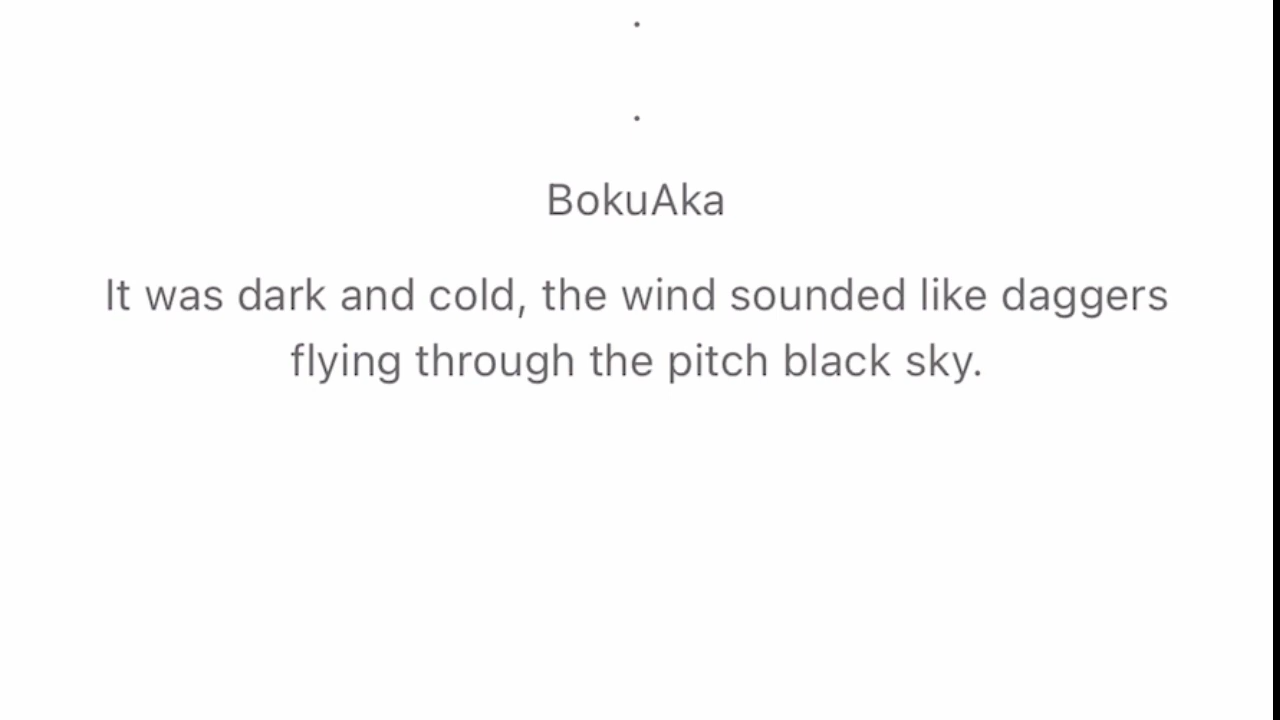 .
.
BokuAka
It was dark and cold, the wind sounded like daggers
flying through the pitch black sky.